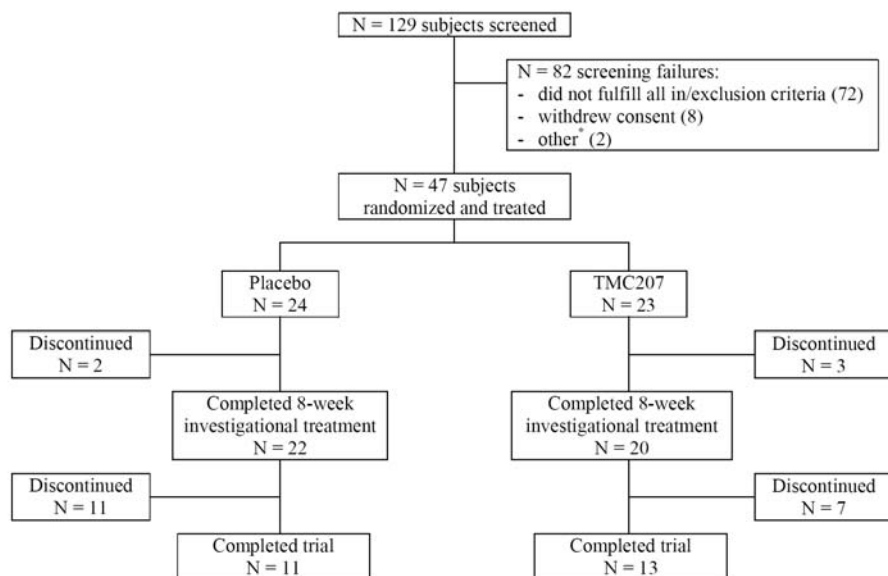 N = 129 subjects screened
N = 82 screening failures:
- did not fulfill all in/exclusion criteria (72)
- withdrew consent (8)
- other* (2)
N = 47 subjects
randomized and treated
Placebo
N = 24
TMC207
N = 23
Discontinued
N = 2
Discontinued
N = 3
Completed 8-week
investigational treatment
N = 22
Completed 8-week
investigational treatment
N = 20
Discontinued
N = 11
Discontinued
N = 7
Completed trial
N = 11
Completed trial
N = 13